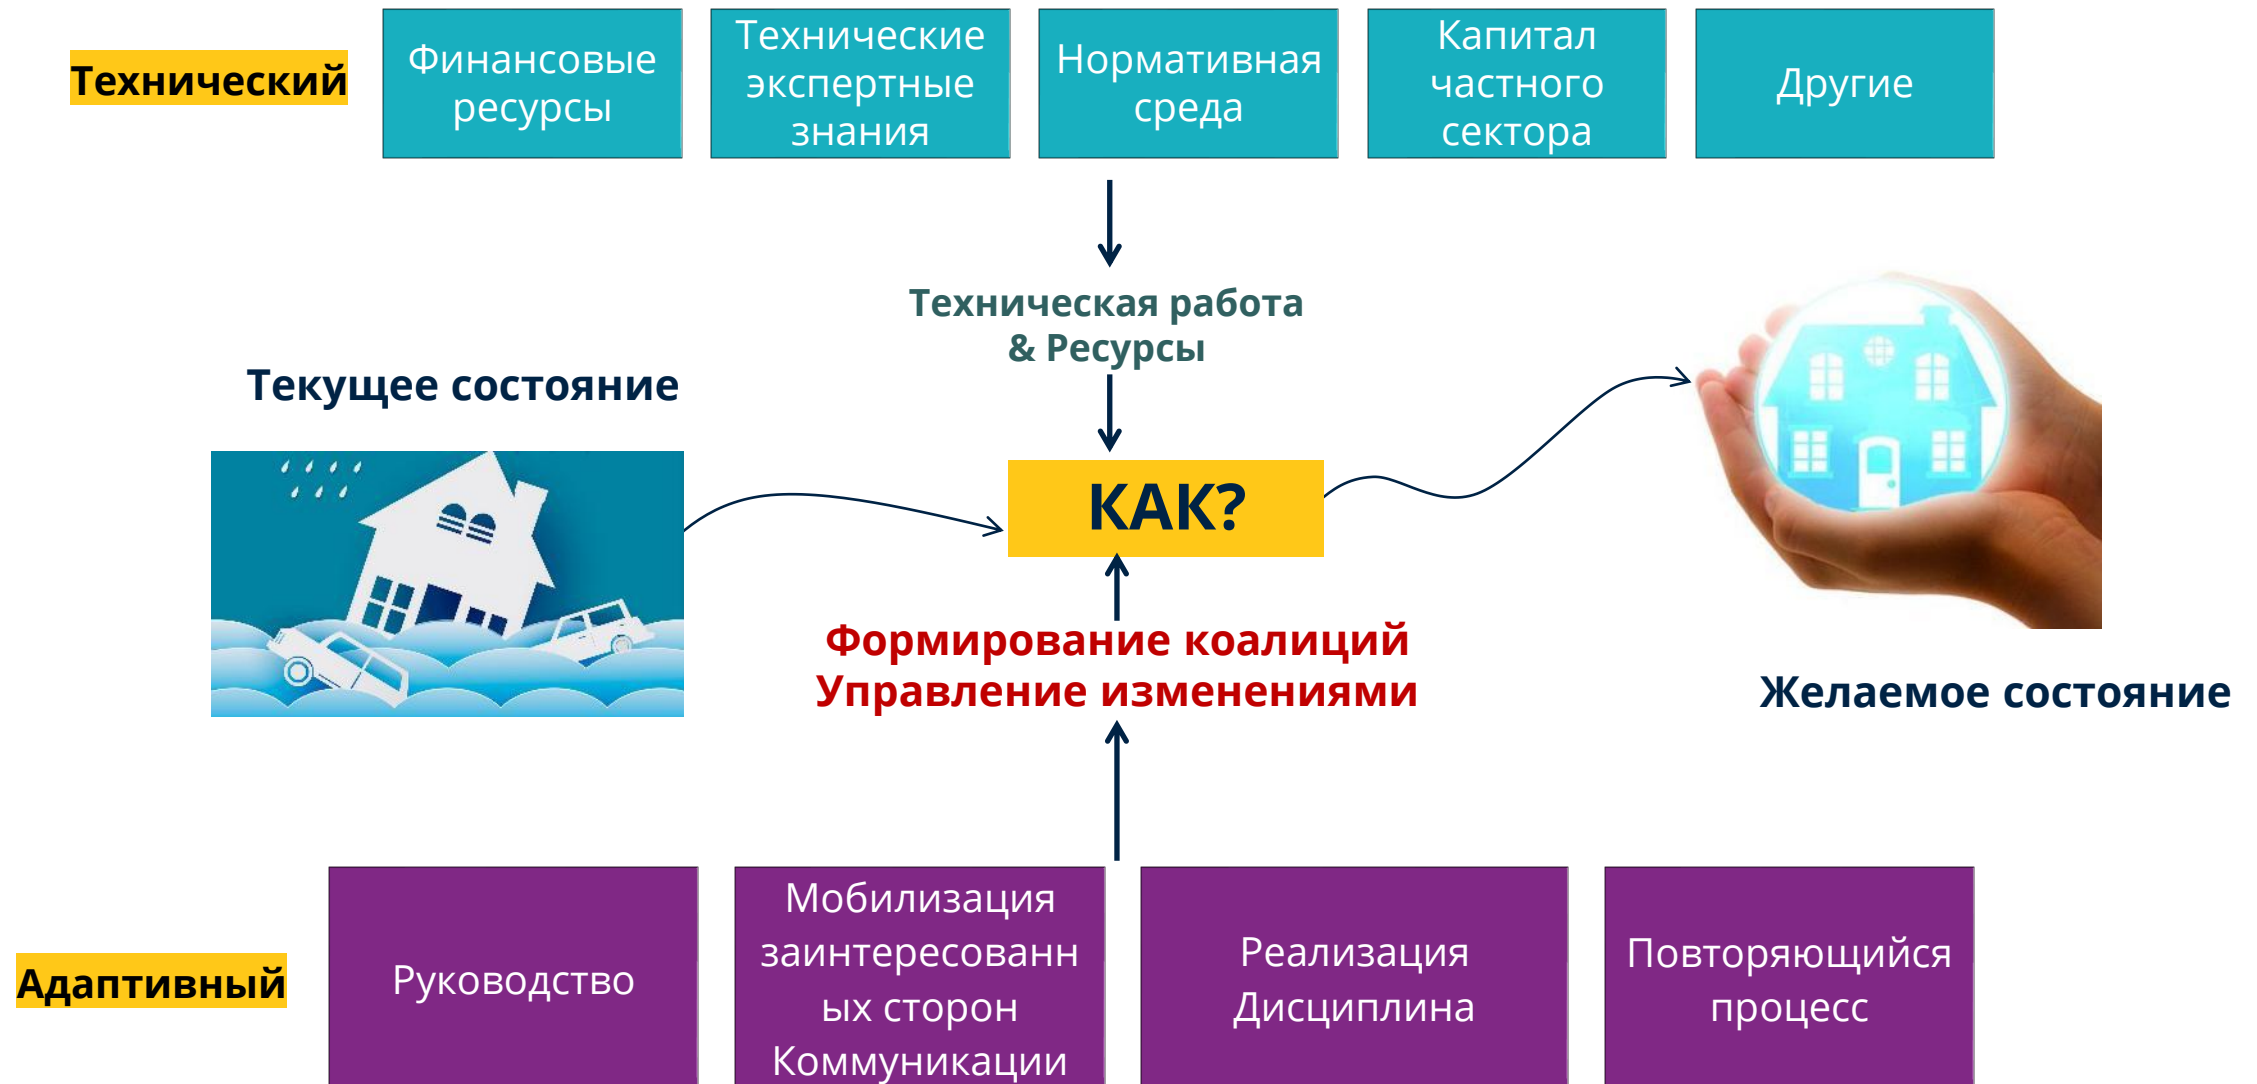 Технический
Финансовые
ресурсы
Технические
экспертные
знания
Нормативная
среда
Капитал
частного
сектора
Другие
Техническая работа
& Ресурсы
Текущее состояние
КАК?
Формирование коалиций
Управление изменениями
Желаемое состояние
Адаптивный
Руководство
Мобилизация
заинтересованн
ых сторон
Коммуникации
Реализация
Дисциплина
Повторяющийся
процесс